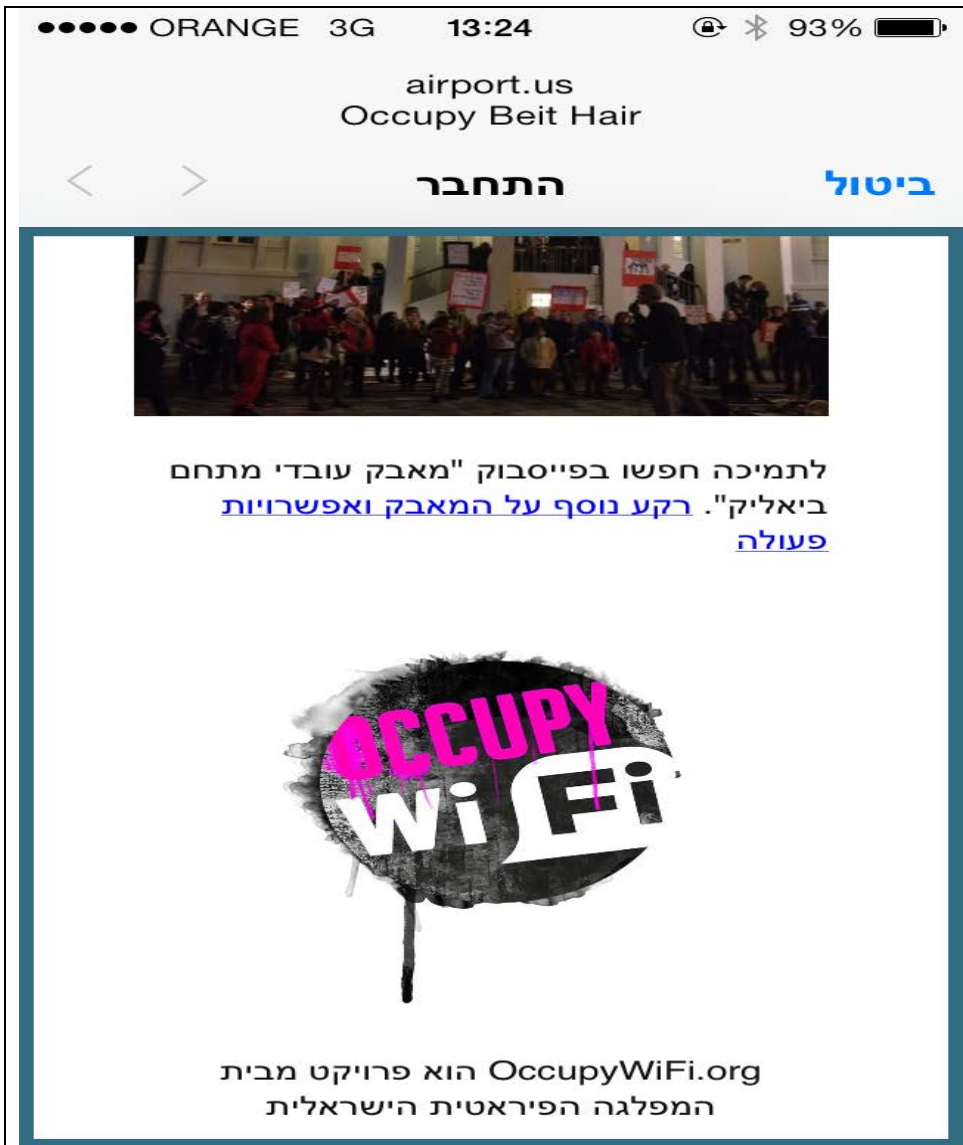 ORANGE 3G 13:24 93%
airport.us
Occupy Beit Hair
התחבר ביטול
לתמיכה חפשו בפייסבוק "מאבק עובדי מתחם
ביאליק". רקע נוסף על המאבק ואפשרויות
פעולה
OCCUPY
WiFi
OccupyWiFi.org הוא פרויקט מבית
המפלגה הפיראטית הישראלית